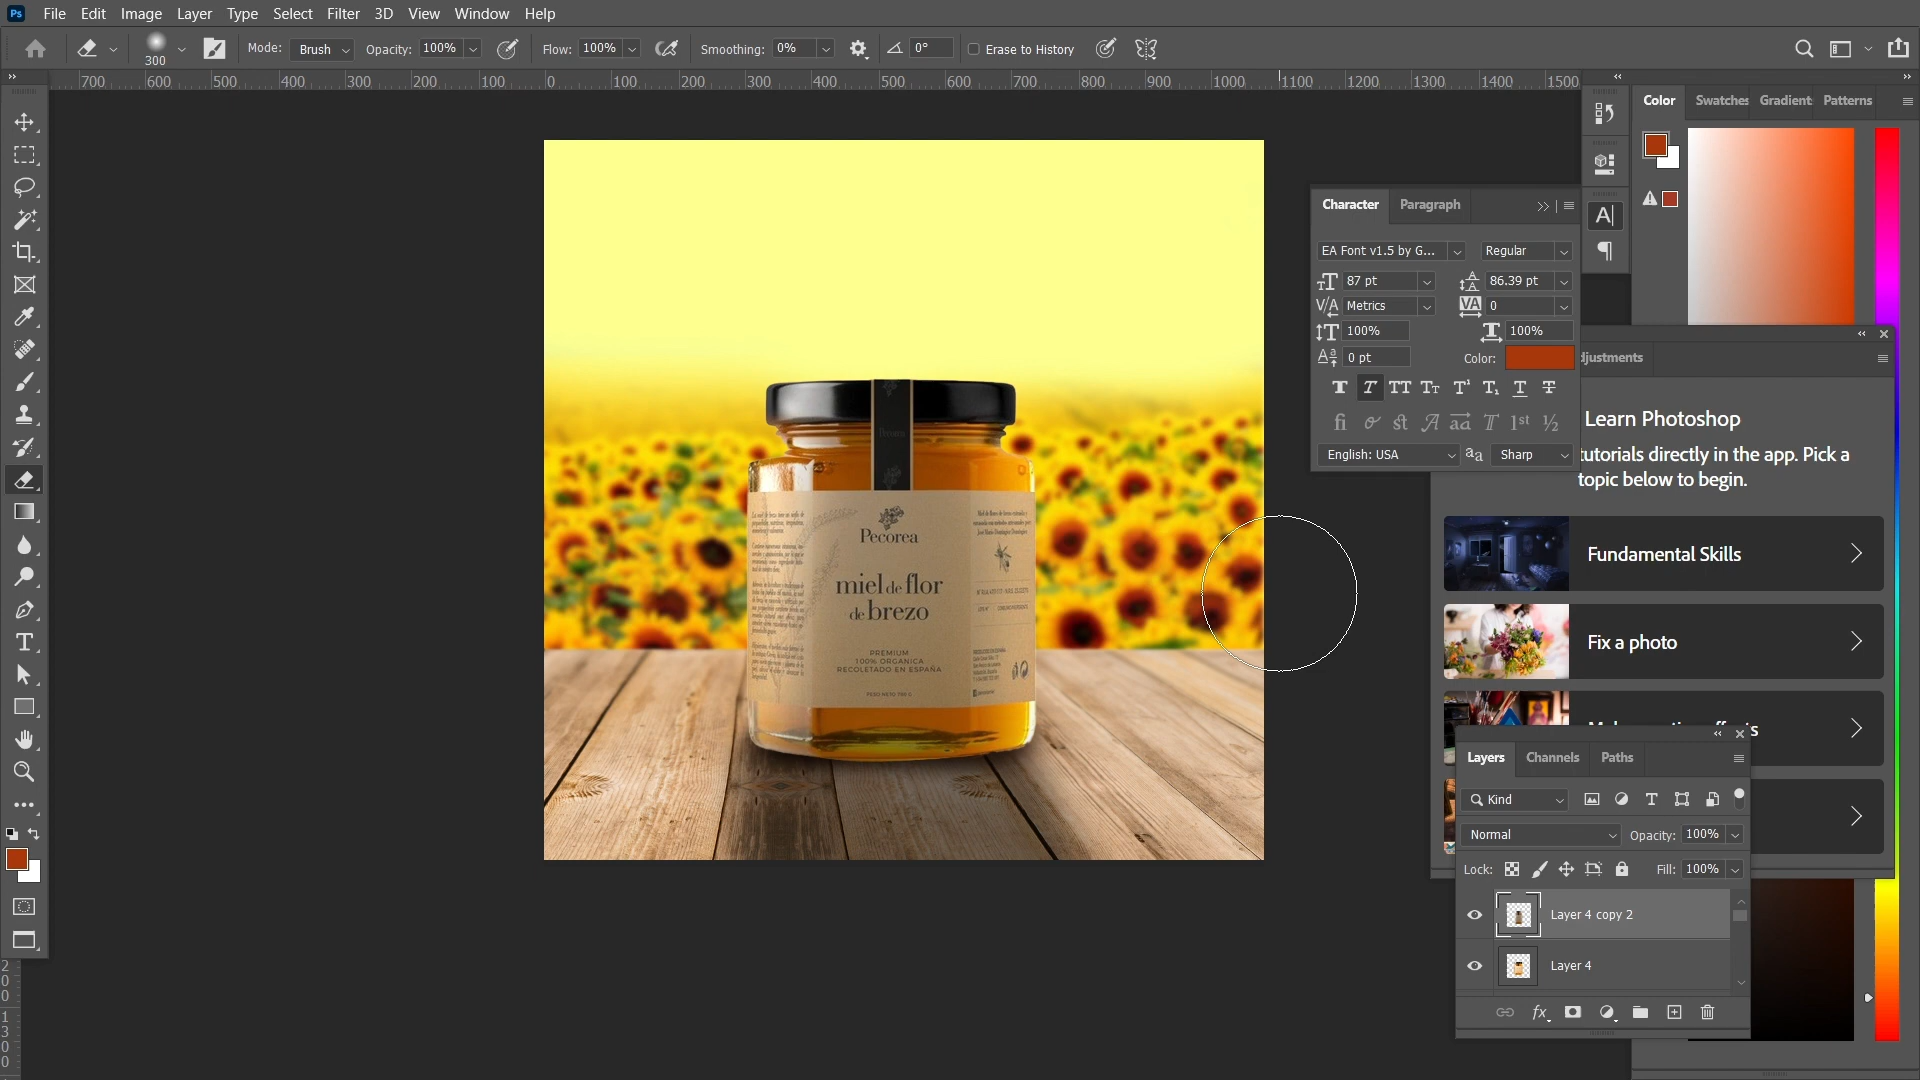 Ps File Edit Image Layer Type Select Filter 3D View Window Help
300 Mode: Brush Opacity: 100% Flow: 100% Smoothing: 0% 0° Erase to History
700 600 500 400 300 200 100 0 100 200 300 400 500 600 700 800 900 1000 1100 1200 1300 1400 1500
Color Swatches Gradient Patterns
Character Paragraph
EA Font v1.5 by G... Regular
87 pt 86.39 pt
Metrics 0
100% 100%
0 pt Color:
English: USA Sharp
djustments
Learn Photoshop
tutorials directly in the app. Pick a
topic below to begin.
Fundamental Skills
Fix a photo
Pecorea
miel de flor
de brezo
PREMIUM
100% ORGANICA
RECOLETADO EN ESPAÑA
PESO NETO 700 G
Layers Channels Paths
Kind
Normal Opacity: 100%
Lock: Fill: 100%
Layer 4 copy 2
Layer 4